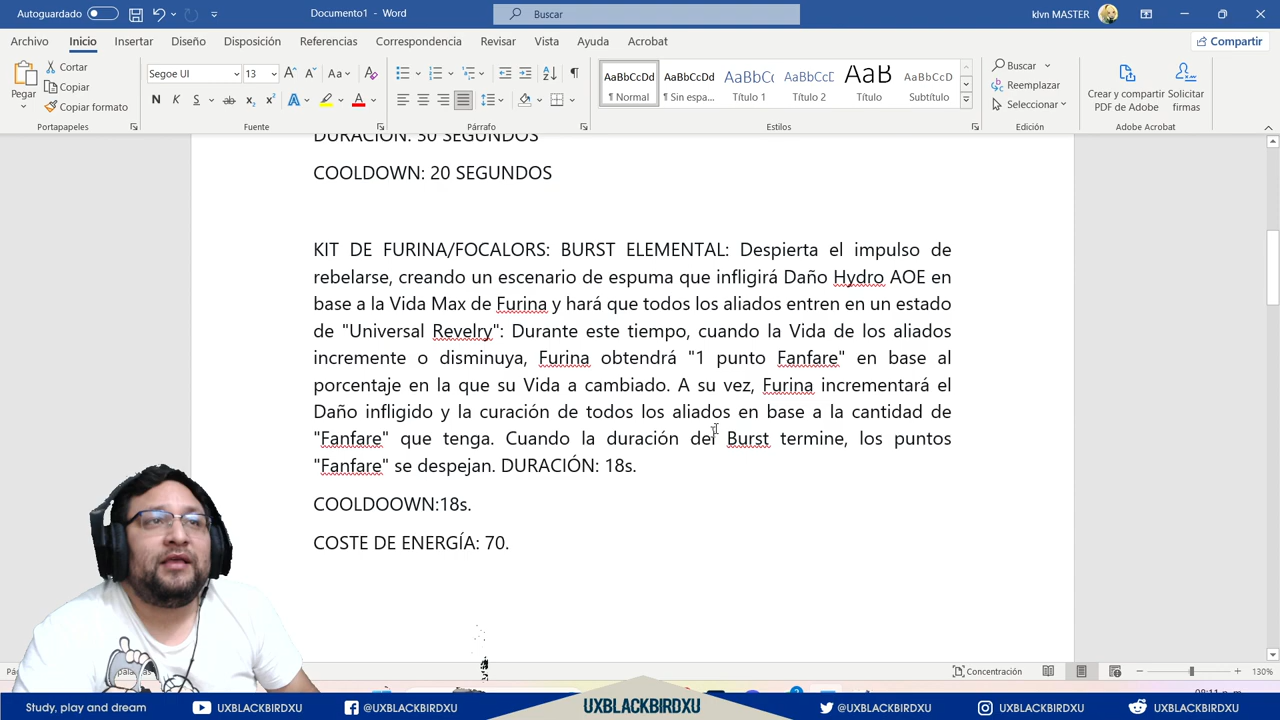 Autoguardado
Documento1 - Word
Buscar
klvn MASTER
Archivo Inicio Insertar Diseño Disposición Referencias Correspondencia Revisar Vista Ayuda Acrobat
Compartir
Pegar
Cortar
Copiar
Copiar formato
Portapapeles
Segoe UI 13
N K S
Fuente
Párrafo
AaBbCcDd AaBbCcDd AaBbCc AaBbCcD AaB AaBbCcD
¶ Normal ¶ Sin espa... Título 1 Título 2 Título Subtítulo
Estilos
Buscar
Reemplazar
Seleccionar
Edición
Crear y compartir
PDF de Adobe
Solicitar
firmas
Adobe Acrobat
COOLDOWN: 20 SEGUNDOS
KIT DE FURINA/FOCALORS: BURST ELEMENTAL: Despierta el impulso de
rebelarse, creando un escenario de espuma que infligirá Daño Hydro AOE en
base a la Vida Max de Furina y hará que todos los aliados entren en un estado
de "Universal Revelry": Durante este tiempo, cuando la Vida de los aliados
incremente o disminuya, Furina obtendrá "1 punto Fanfare" en base al
porcentaje en la que su Vida a cambiado. A su vez, Furina incrementará el
Daño infligido y la curación de todos los aliados en base a la cantidad de
"Fanfare" que tenga. Cuando la duración del Burst termine, los puntos
"Fanfare" se despejan. DURACIÓN: 18s.
COOLDOOWN:18s.
COSTE DE ENERGÍA: 70.
Concentración
130%
Study, play and dream
UXBLACKBIRDXU
@UXBLACKBIRDXU
UXBLACKBIRDXU
@UXBLACKBIRDXU
@UXBLACKBIRDXU
@UXBLACKBIRDXU